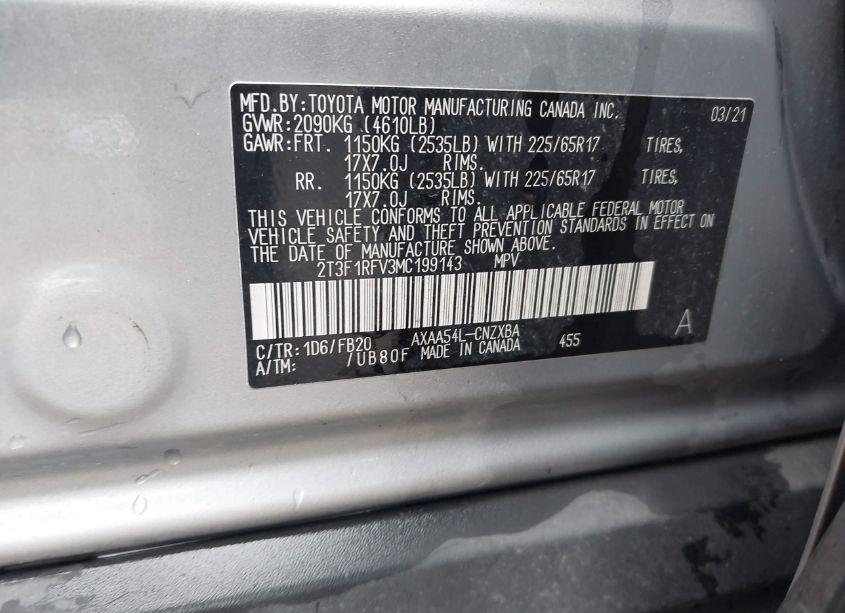 MFD.BY:TOYOTA MOTOR MANUFACTURING CANADA INC. 03/21
GVWR:2090KG (4610LB)
GAWR:FRT. 1150KG (2535LB) WITH 225/65R17 TIRES,
17X7.0J RIMS.
RR. 1150KG (2535LB) WITH 225/65R17 TIRES,
17X7.0J RIMS.
THIS VEHICLE CONFORMS TO ALL APPLICABLE FEDERAL MOTOR
VEHICLE SAFETY AND THEFT PREVENTION STANDARDS IN EFFECT ON
THE DATE OF MANUFACTURE SHOWN ABOVE.
2T3F1RFV3MC199143 MPV
C/TR:1D6/FB20 AXAA54L-CNZXBA 455 A
A/TM: /UB80F MADE IN CANADA